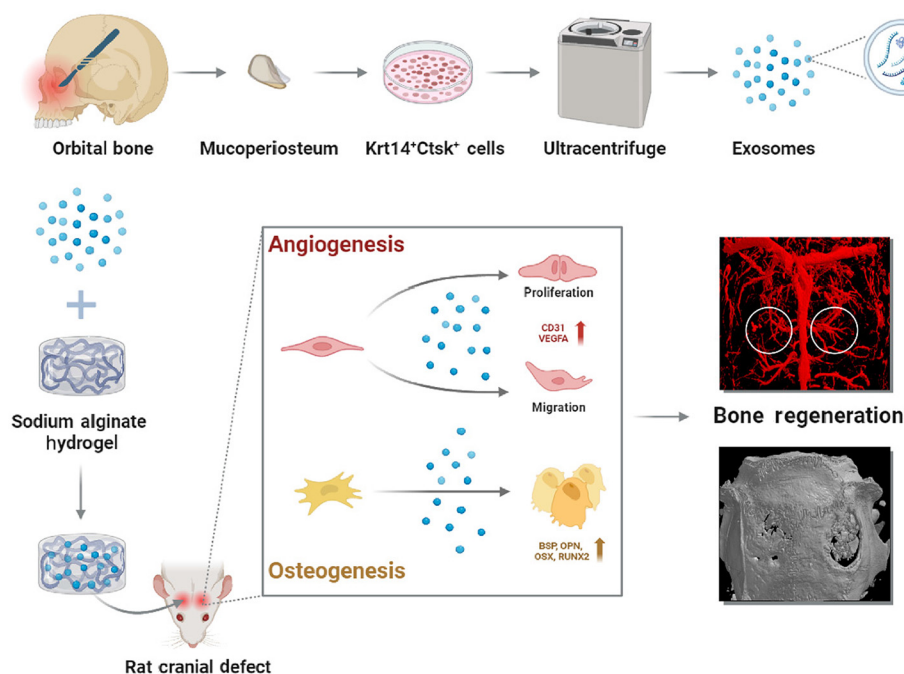 Orbital bone
Mucoperiosteum
Krt14⁺Ctsk⁺ cells
Ultracentrifuge
Exosomes
+
Sodium alginate
hydrogel
Rat cranial defect
Angiogenesis
Proliferation
CD31
VEGFA
Migration
BSP, OPN,
OSX, RUNX2
Osteogenesis
Bone regeneration